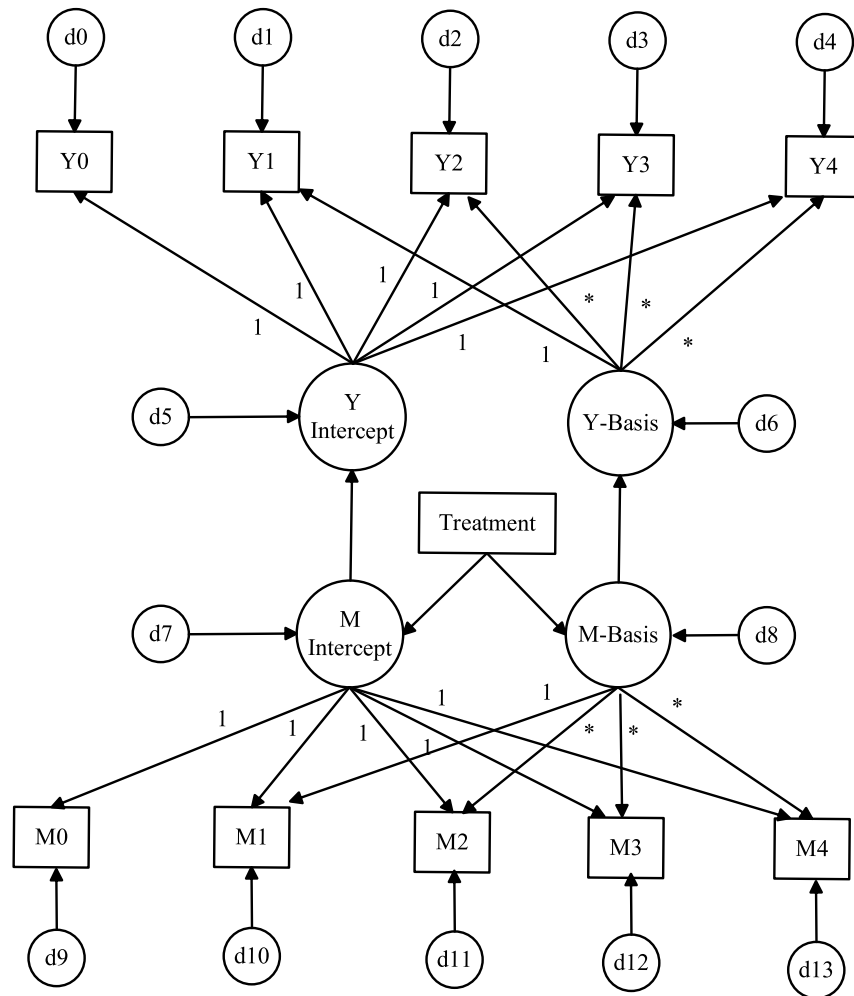 d0 d1 d2 d3 d4
Y0 Y1 Y2 Y3 Y4
1 1 1 1 1 1 * * *
Y
Intercept
Y-Basis
d5
d6
Treatment
M
Intercept
M-Basis
d7
d8
1 1 1 1 1 1 * * *
M0 M1 M2 M3 M4
d9 d10 d11 d12 d13